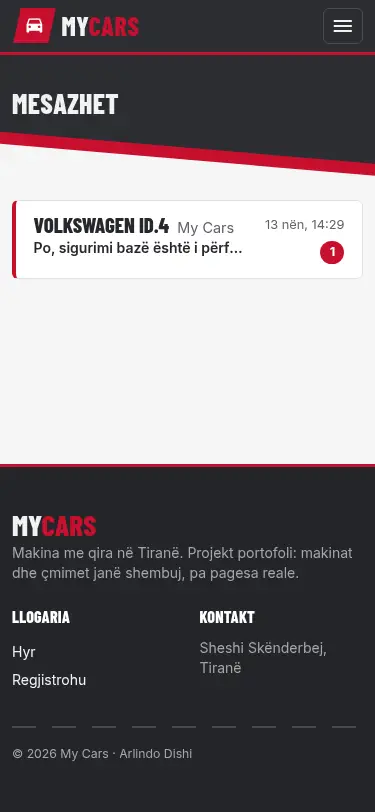 MYCARS
MESAZHET
VOLKSWAGEN ID.4 My Cars 13 nën, 14:29
Po, sigurimi bazë është i përf... 1
MYCARS
Makina me qira në Tiranë. Projekt portofoli: makinat
dhe çmimet janë shembuj, pa pagesa reale.
LLOGARIA
Hyr
Regjistrohu
KONTAKT
Sheshi Skënderbej,
Tiranë
© 2026 My Cars · Arlindo Dishi